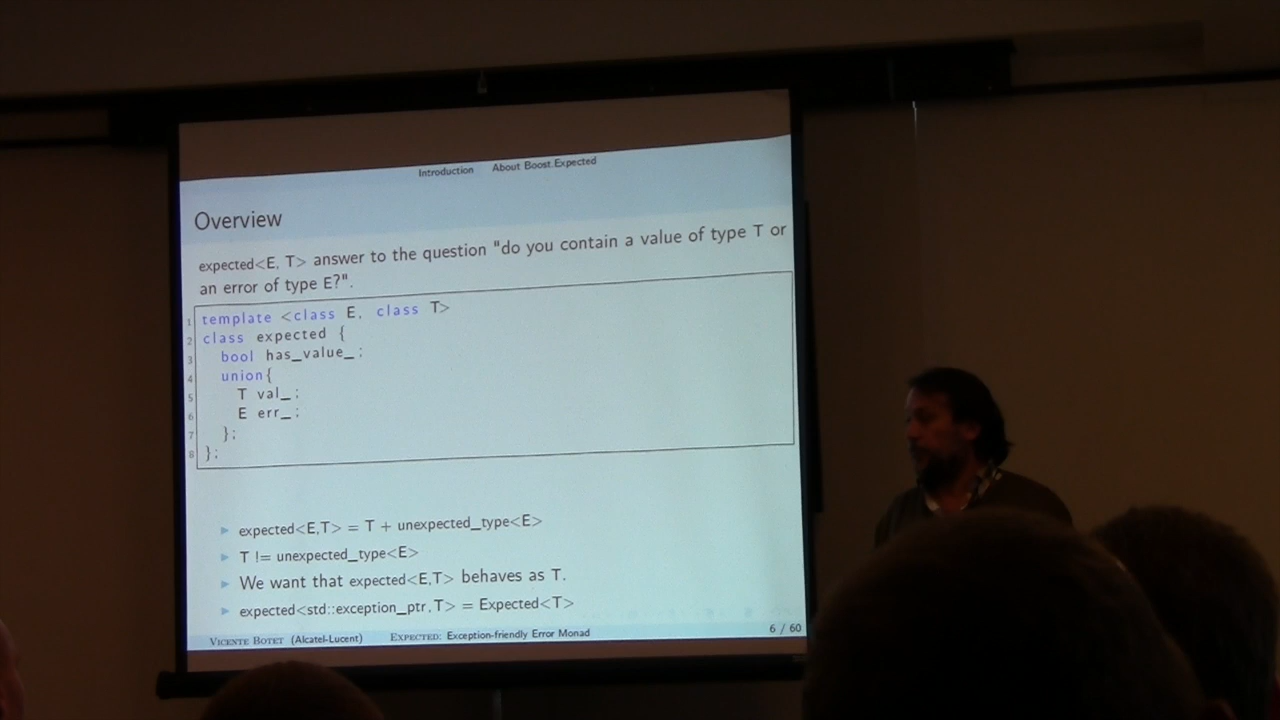 Introduction About Boost.Expected
Overview
expected<E, T> answer to the question "do you contain a value of type T or
an error of type E?".
1 template <class E, class T>
2 class expected {
3 bool has_value_;
4 union{
5 T val_;
6 E err_;
7 };
8 };
expected<E,T> = T + unexpected_type<E>
T != unexpected_type<E>
We want that expected<E,T> behaves as T.
expected<std::exception_ptr,T> = Expected<T>
Vicente Botet (Alcatel-Lucent) Expected: Exception-friendly Error Monad 6 / 60